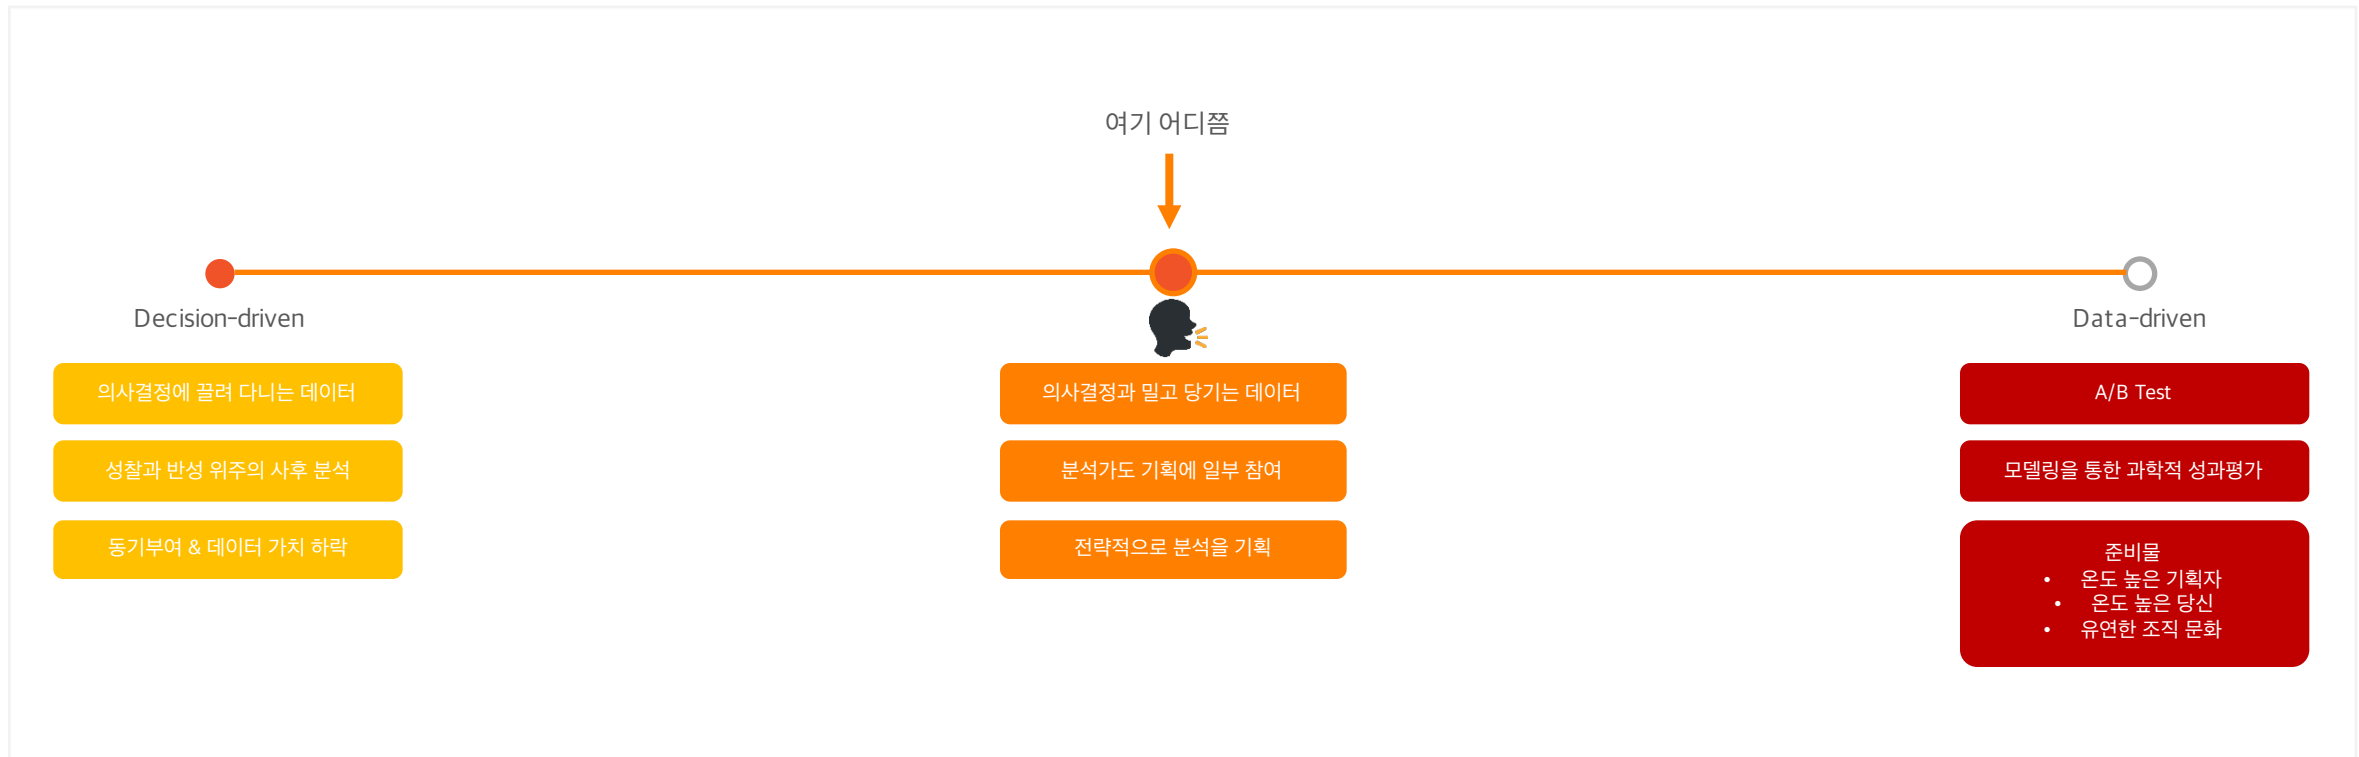 여기 어디쯤
Decision-driven
의사결정에 끌려 다니는 데이터
성찰과 반성 위주의 사후 분석
동기부여 & 데이터 가치 하락
의사결정과 밀고 당기는 데이터
분석가도 기획에 일부 참여
전략적으로 분석을 기획
Data-driven
A/B Test
모델링을 통한 과학적 성과평가
준비물
• 온도 높은 기획자
• 온도 높은 당신
• 유연한 조직 문화